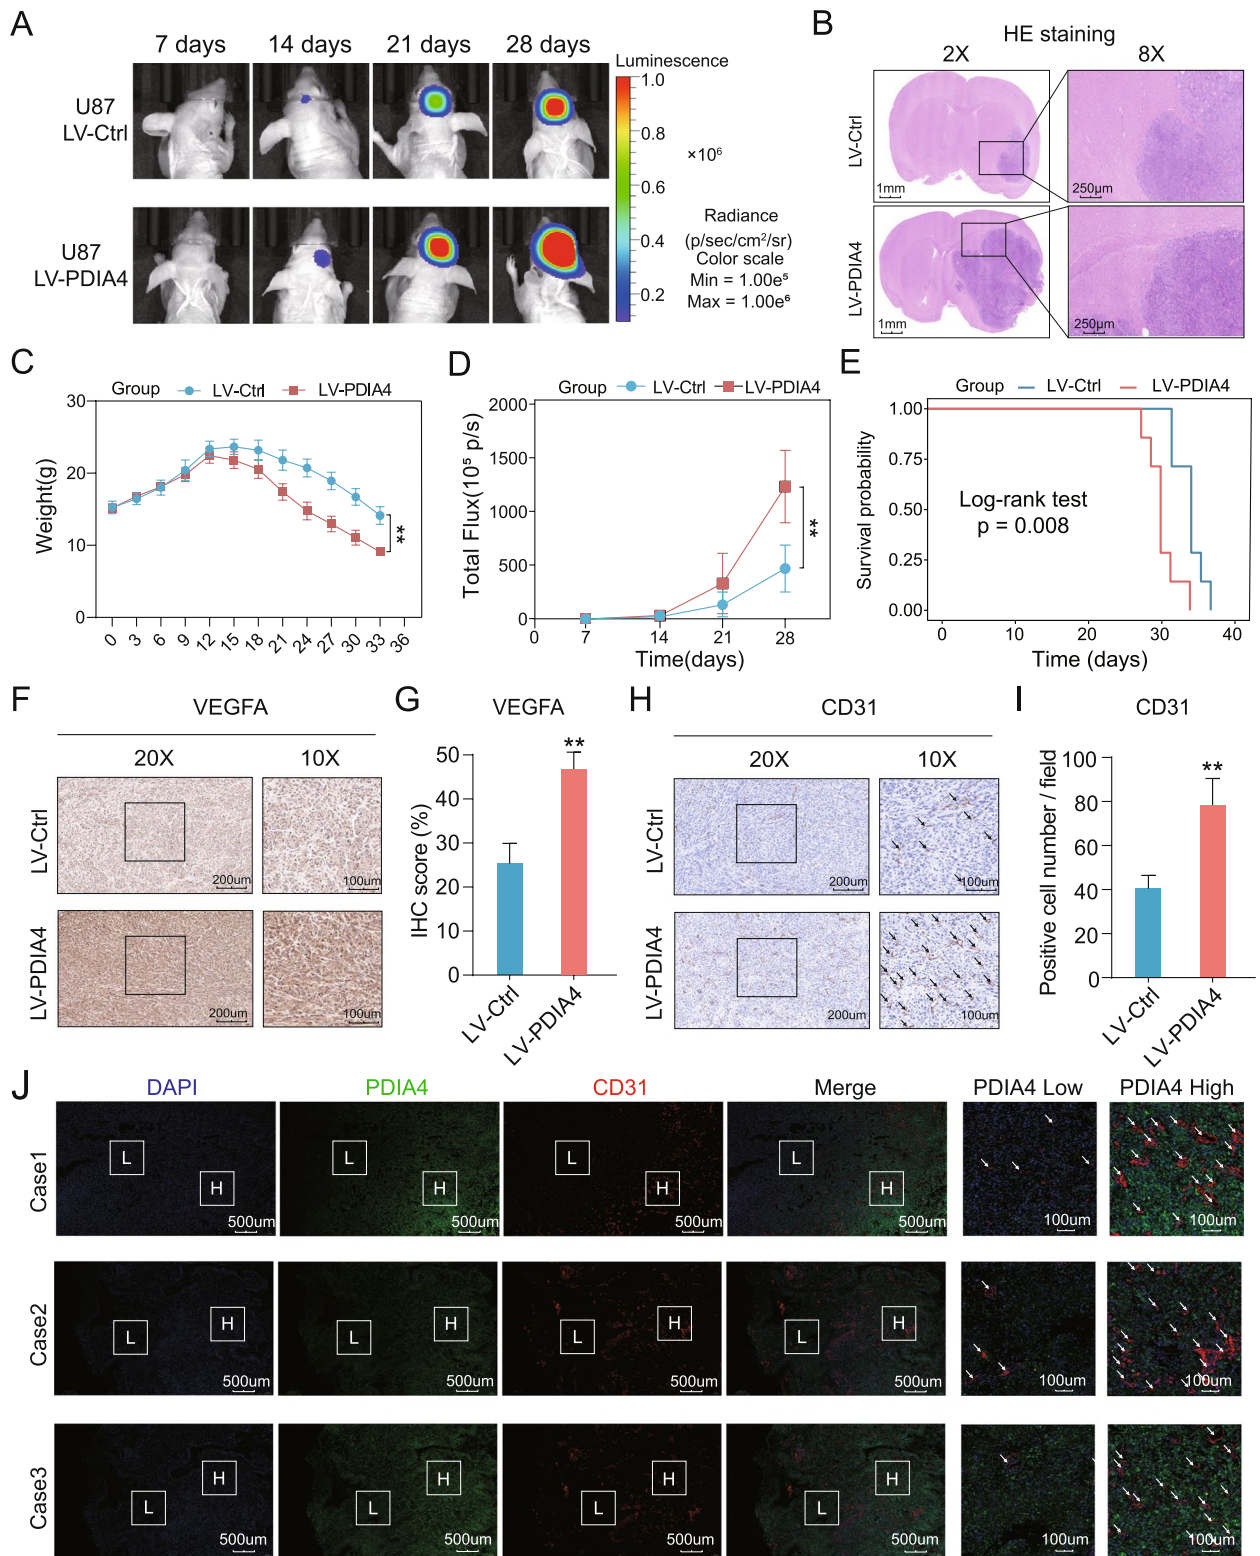 A
7 days
14 days
21 days
28 days
U87
LV-Ctrl
U87
LV-PDIA4
Luminescence
1.0
0.8
0.6
0.4
0.2
×10⁶
Radiance
(p/sec/cm²/sr)
Color scale
Min = 1.00e⁵
Max = 1.00e⁶
B
HE staining
2X
8X
LV-Ctrl
1mm
250μm
LV-PDIA4
1mm
250μm
C
Group
LV-Ctrl
LV-PDIA4
Weight(g)
30
20
10
0
0 3 6 9 12 15 18 21 24 27 30 33 36
**
D
Group
LV-Ctrl
LV-PDIA4
Total Flux(10⁵ p/s)
2000
1500
1000
500
0
0 7 14 21 28
Time(days)
**
E
Group
LV-Ctrl
LV-PDIA4
Survival probability
1.00
0.75
0.50
0.25
0.00
Log-rank test
p = 0.008
0 10 20 30 40
Time (days)
F
VEGFA
20X
10X
LV-Ctrl
200um
100um
LV-PDIA4
200um
100um
G
VEGFA
IHC score (%)
50
40
30
20
10
0
**
LV-Ctrl
LV-PDIA4
H
CD31
20X
10X
LV-Ctrl
200um
100um
LV-PDIA4
200um
100um
I
CD31
Positive cell number / field
100
80
60
40
20
0
**
LV-Ctrl
LV-PDIA4
J
DAPI
PDIA4
CD31
Merge
PDIA4 Low
PDIA4 High
Case1
L
H
500um
L
H
500um
L
H
500um
L
H
500um
100um
100um
Case2
L
H
500um
L
H
500um
L
H
500um
L
H
500um
100um
100um
Case3
L
H
500um
L
H
500um
L
H
500um
L
H
500um
100um
100um